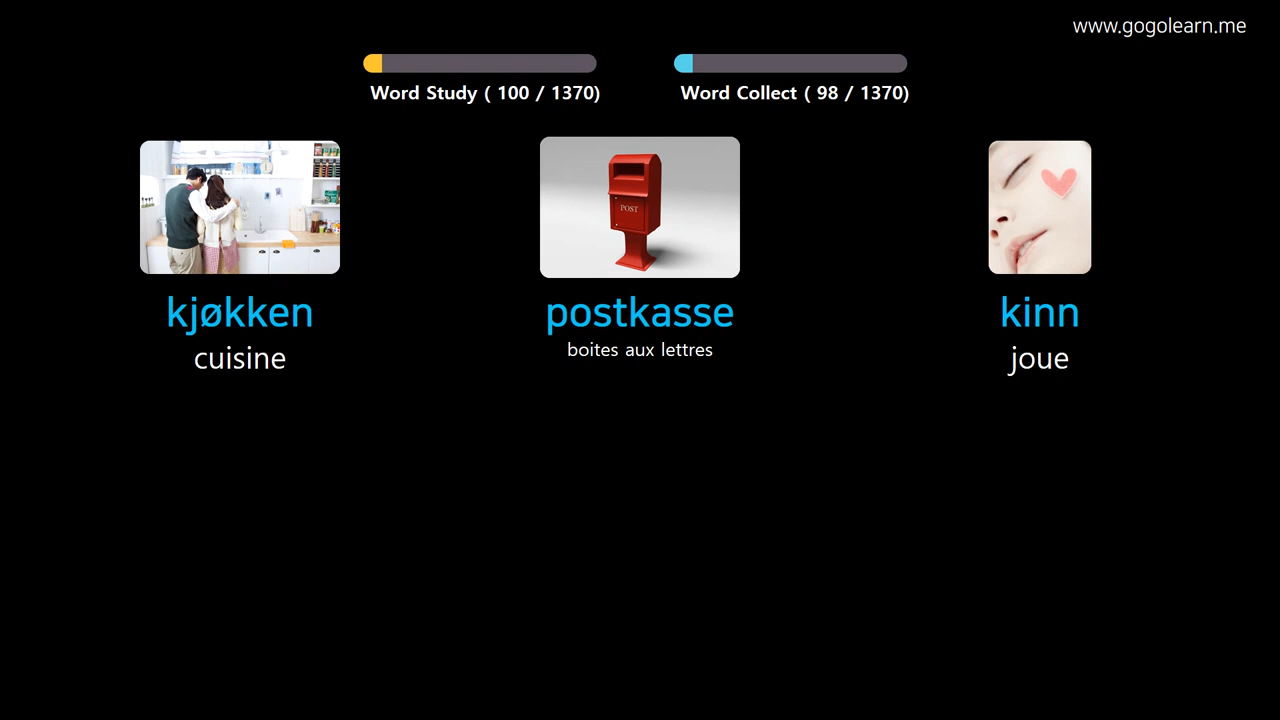 www.gogolearn.me
Word Study ( 100 / 1370)
Word Collect ( 98 / 1370)
POST
kjøkken
postkasse
kinn
cuisine
boites aux lettres
joue